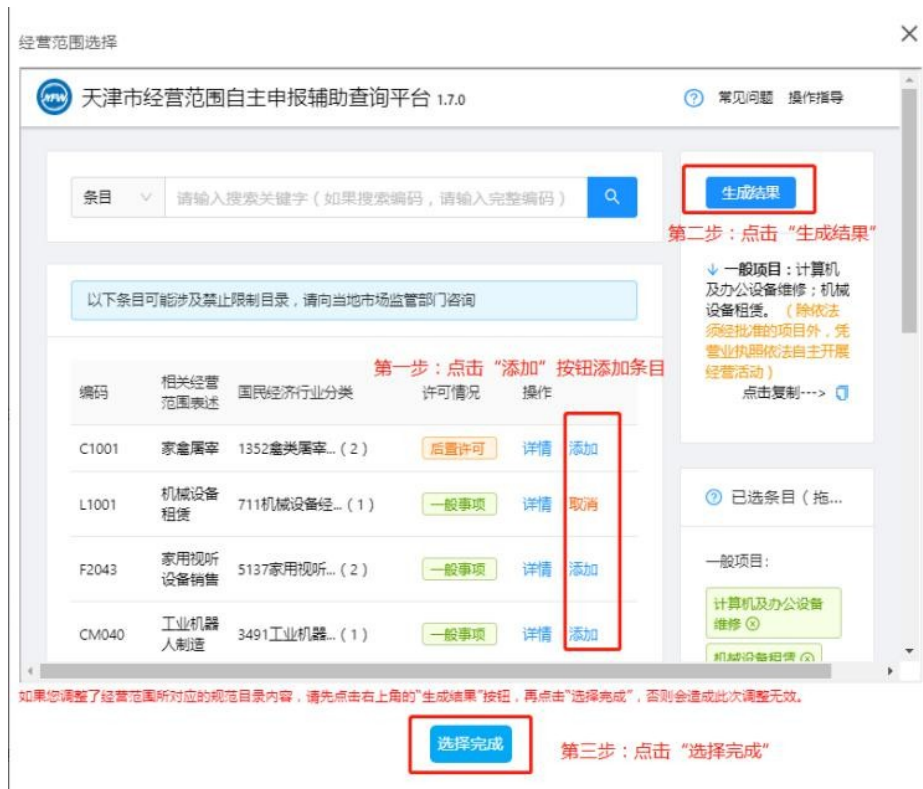 经营范围选择
天津市经营范围自主申报辅助查询平台 1.7.0
常见问题 操作指导
条目 请输入搜索关键字（如果搜索编码，请输入完整编码）
生成结果
第二步：点击“生成结果”
以下条目可能涉及禁止限制目录，请向当地市场监管部门咨询
一般项目：计算机
及办公设备维修；机械
设备租赁。（除依法
须经批准的项目外，凭
营业执照依法自主开展
经营活动）
点击复制--->
第一步：点击“添加”按钮添加条目
编码 相关经营范围表述 国民经济行业分类 许可情况 操作
C1001 家禽屠宰 1352禽类屠宰...（2） 后置许可 详情 添加
L1001 机械设备租赁 711机械设备经...（1） 一般事项 详情 取消
F2043 家用视听设备销售 5137家用视听...（2） 一般事项 详情 添加
CM040 工业机器人制造 3491工业机器...（1） 一般事项 详情 添加
已选条目（拖...
一般项目：
计算机及办公设备
维修
机械设备租赁
如果您调整了经营范围所对应的规范目录内容，请先点击右上角的“生成结果”按钮，再点击“选择完成”，否则会造成此次调整无效。
选择完成
第三步：点击“选择完成”